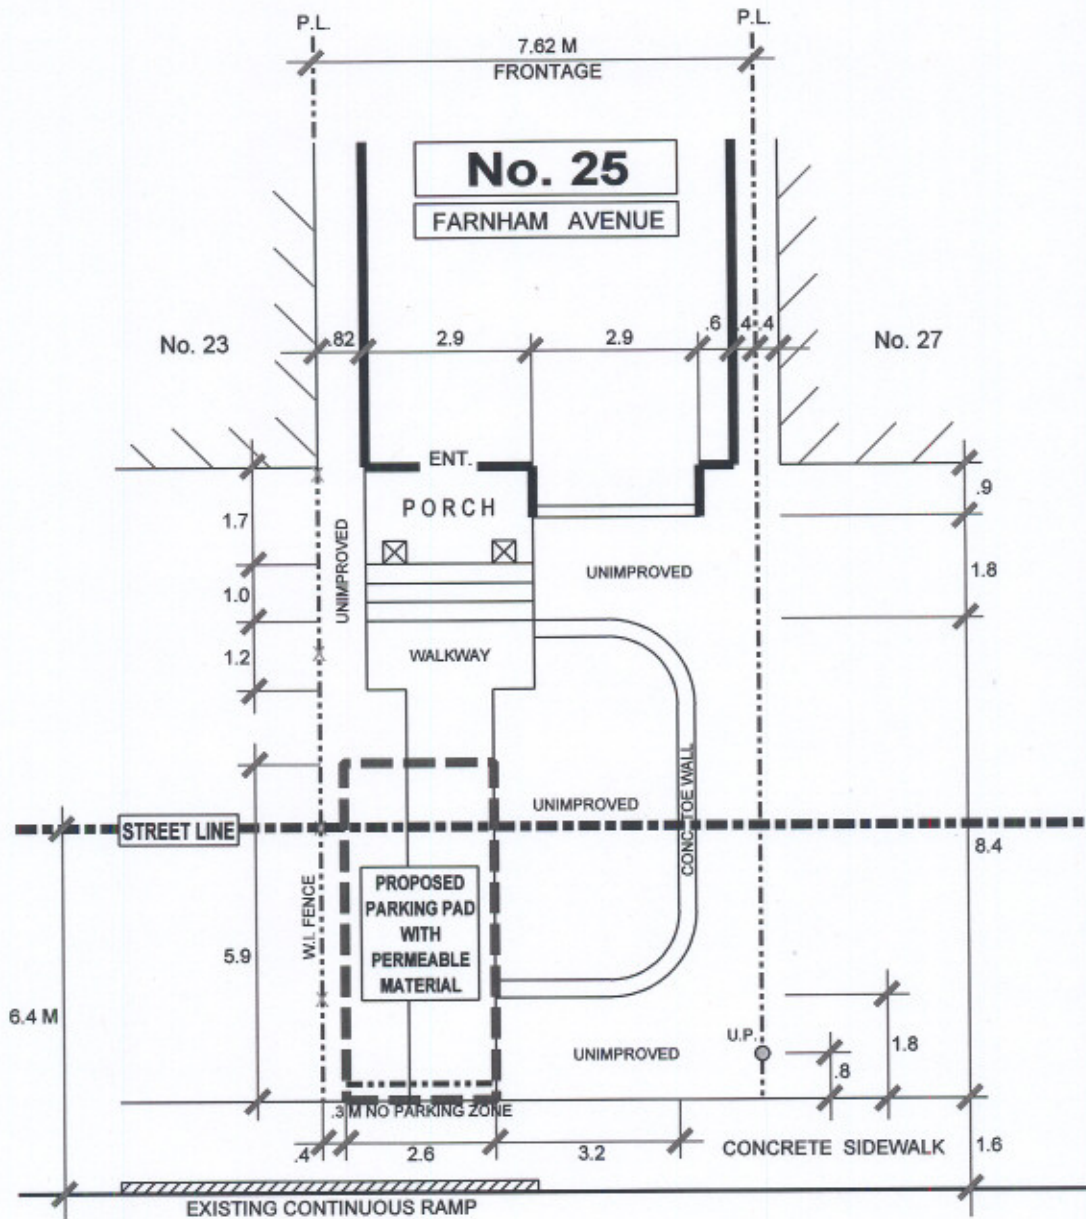 P.L.
P.L.
7.62 M
FRONTAGE
No. 25
FARNHAM AVENUE
No. 23
.82
2.9
2.9
.6
.4
.4
No. 27
ENT.
PORCH
.9
1.7
UNIMPROVED
UNIMPROVED
1.8
1.0
1.2
WALKWAY
CONCRETOE WALL
UNIMPROVED
STREET LINE
8.4
W.I. FENCE
PROPOSED
PARKING PAD
WITH
PERMEABLE
MATERIAL
5.9
6.4 M
U.P.
1.8
UNIMPROVED
.8
.3 M NO PARKING ZONE
.4
2.6
3.2
CONCRETE SIDEWALK
1.6
EXISTING CONTINUOUS RAMP